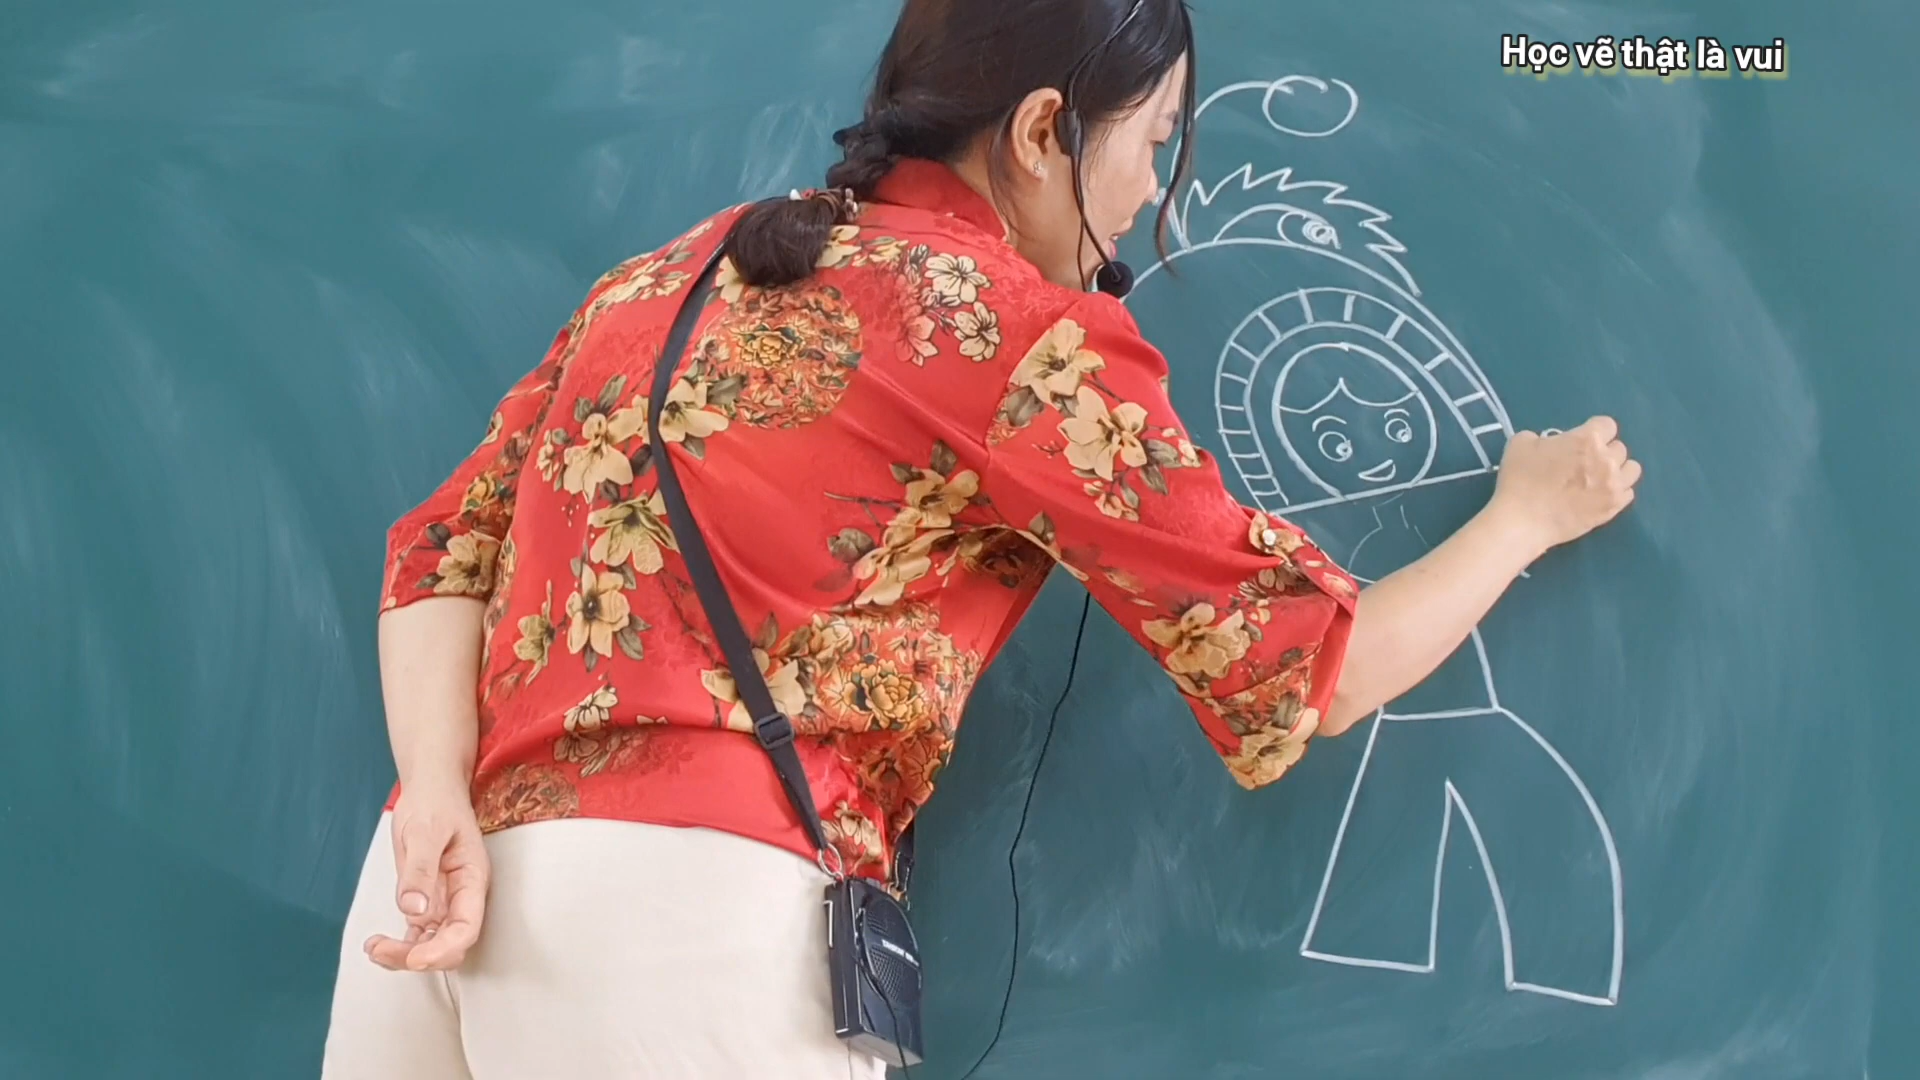 Học vẽ thật là vui